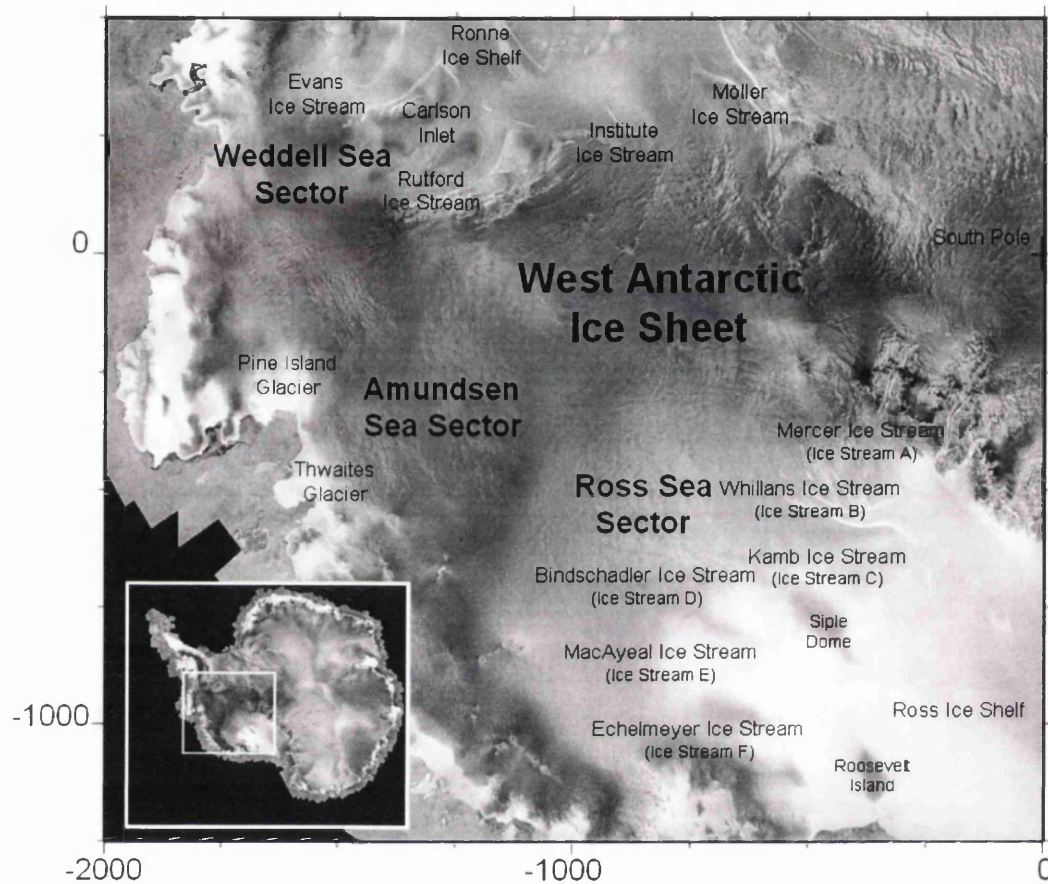 Ronne
Ice Shelf
Evans
Ice Stream
Carlson
Inlet
Möller
Ice Stream
Institute
Ice Stream
Weddell Sea
Sector
Rutford
Ice Stream
0
South Pole
West Antarctic
Ice Sheet
Pine Island
Glacier
Amundsen
Sea Sector
Mercer Ice Stream
(Ice Stream A)
Thwaites
Glacier
Ross Sea
Sector
Whillans Ice Stream
(Ice Stream B)
Kamb Ice Stream
(Ice Stream C)
Bindschadler Ice Stream
(Ice Stream D)
Siple
Dome
MacAyeal Ice Stream
(Ice Stream E)
-1000
Ross Ice Shelf
Echelmeyer Ice Stream
(Ice Stream F)
Roosevelt
Island
-2000
-1000
0